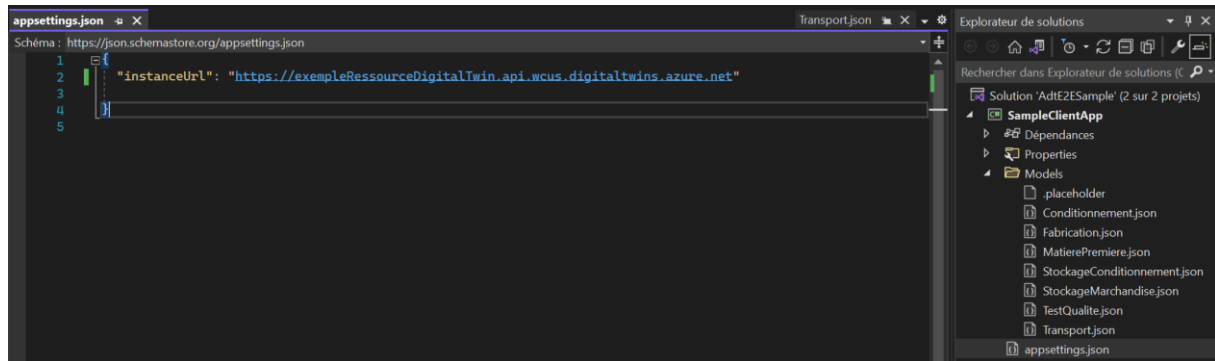 appsettings.json
Transport.json
Schéma : https://json.schemastore.org/appsettings.json
1 {
2 "instanceUrl": "https://exempleRessourceDigitalTwin.api.wcus.digitaltwins.azure.net"
3
4 }
5
Explorateur de solutions
Rechercher dans Explorateur de solutions (C
Solution 'AdtE2ESample' (2 sur 2 projets)
C# SampleClientApp
Dépendances
Properties
Models
.placeholder
Conditionnement.json
Fabrication.json
MatierePremiere.json
StockageConditionnement.json
StockageMarchandise.json
TestQualite.json
Transport.json
appsettings.json